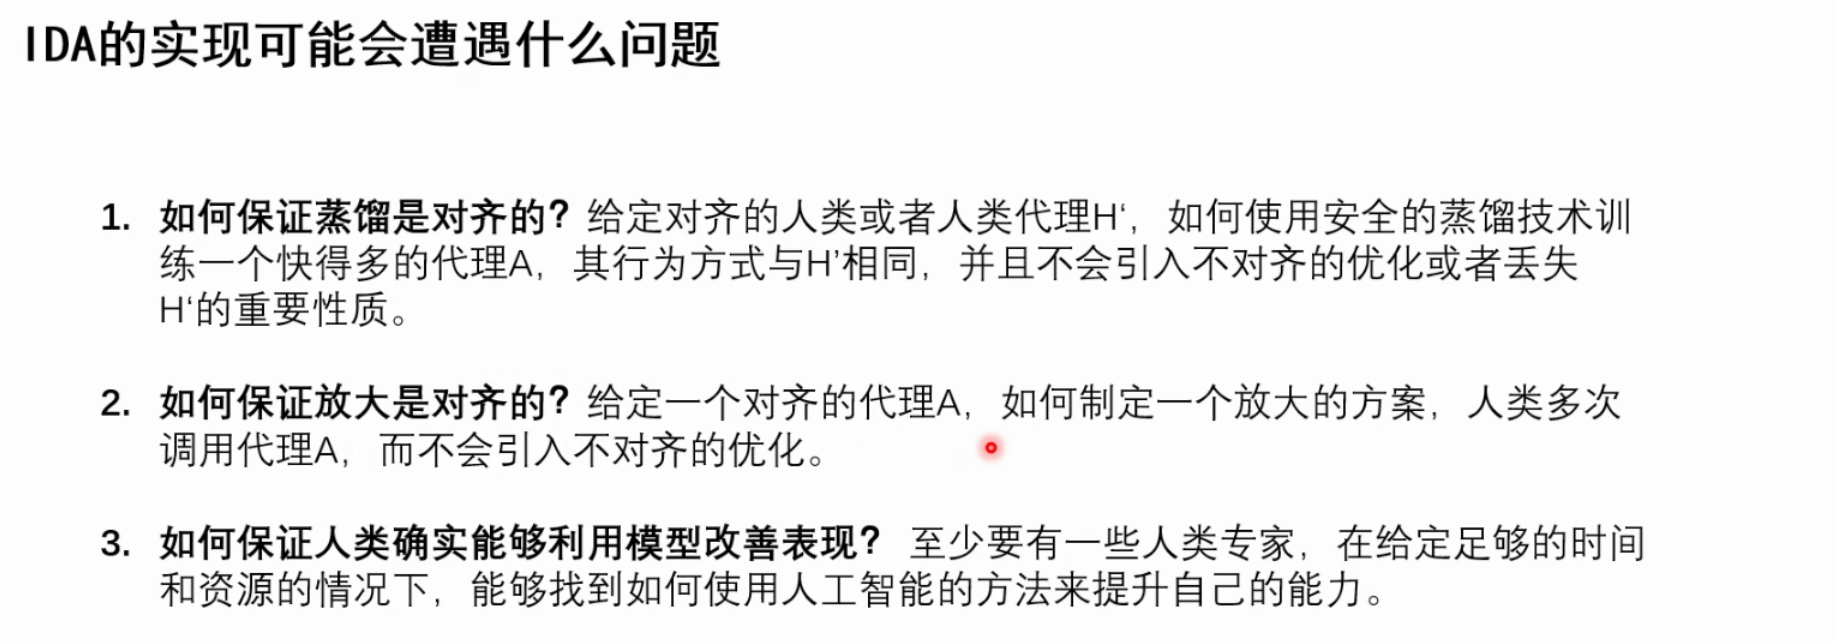 IDA的实现可能会遭遇什么问题
1. 如何保证蒸馏是对齐的？给定对齐的人类或者人类代理H‘，如何使用安全的蒸馏技术训
练一个快得多的代理A，其行为方式与H’相同，并且不会引入不对齐的优化或者丢失
H‘的重要性质。
2. 如何保证放大是对齐的？给定一个对齐的代理A，如何制定一个放大的方案，人类多次
调用代理A，而不会引入不对齐的优化。
3. 如何保证人类确实能够利用模型改善表现？ 至少要有一些人类专家，在给定足够的时间
和资源的情况下，能够找到如何使用人工智能的方法来提升自己的能力。